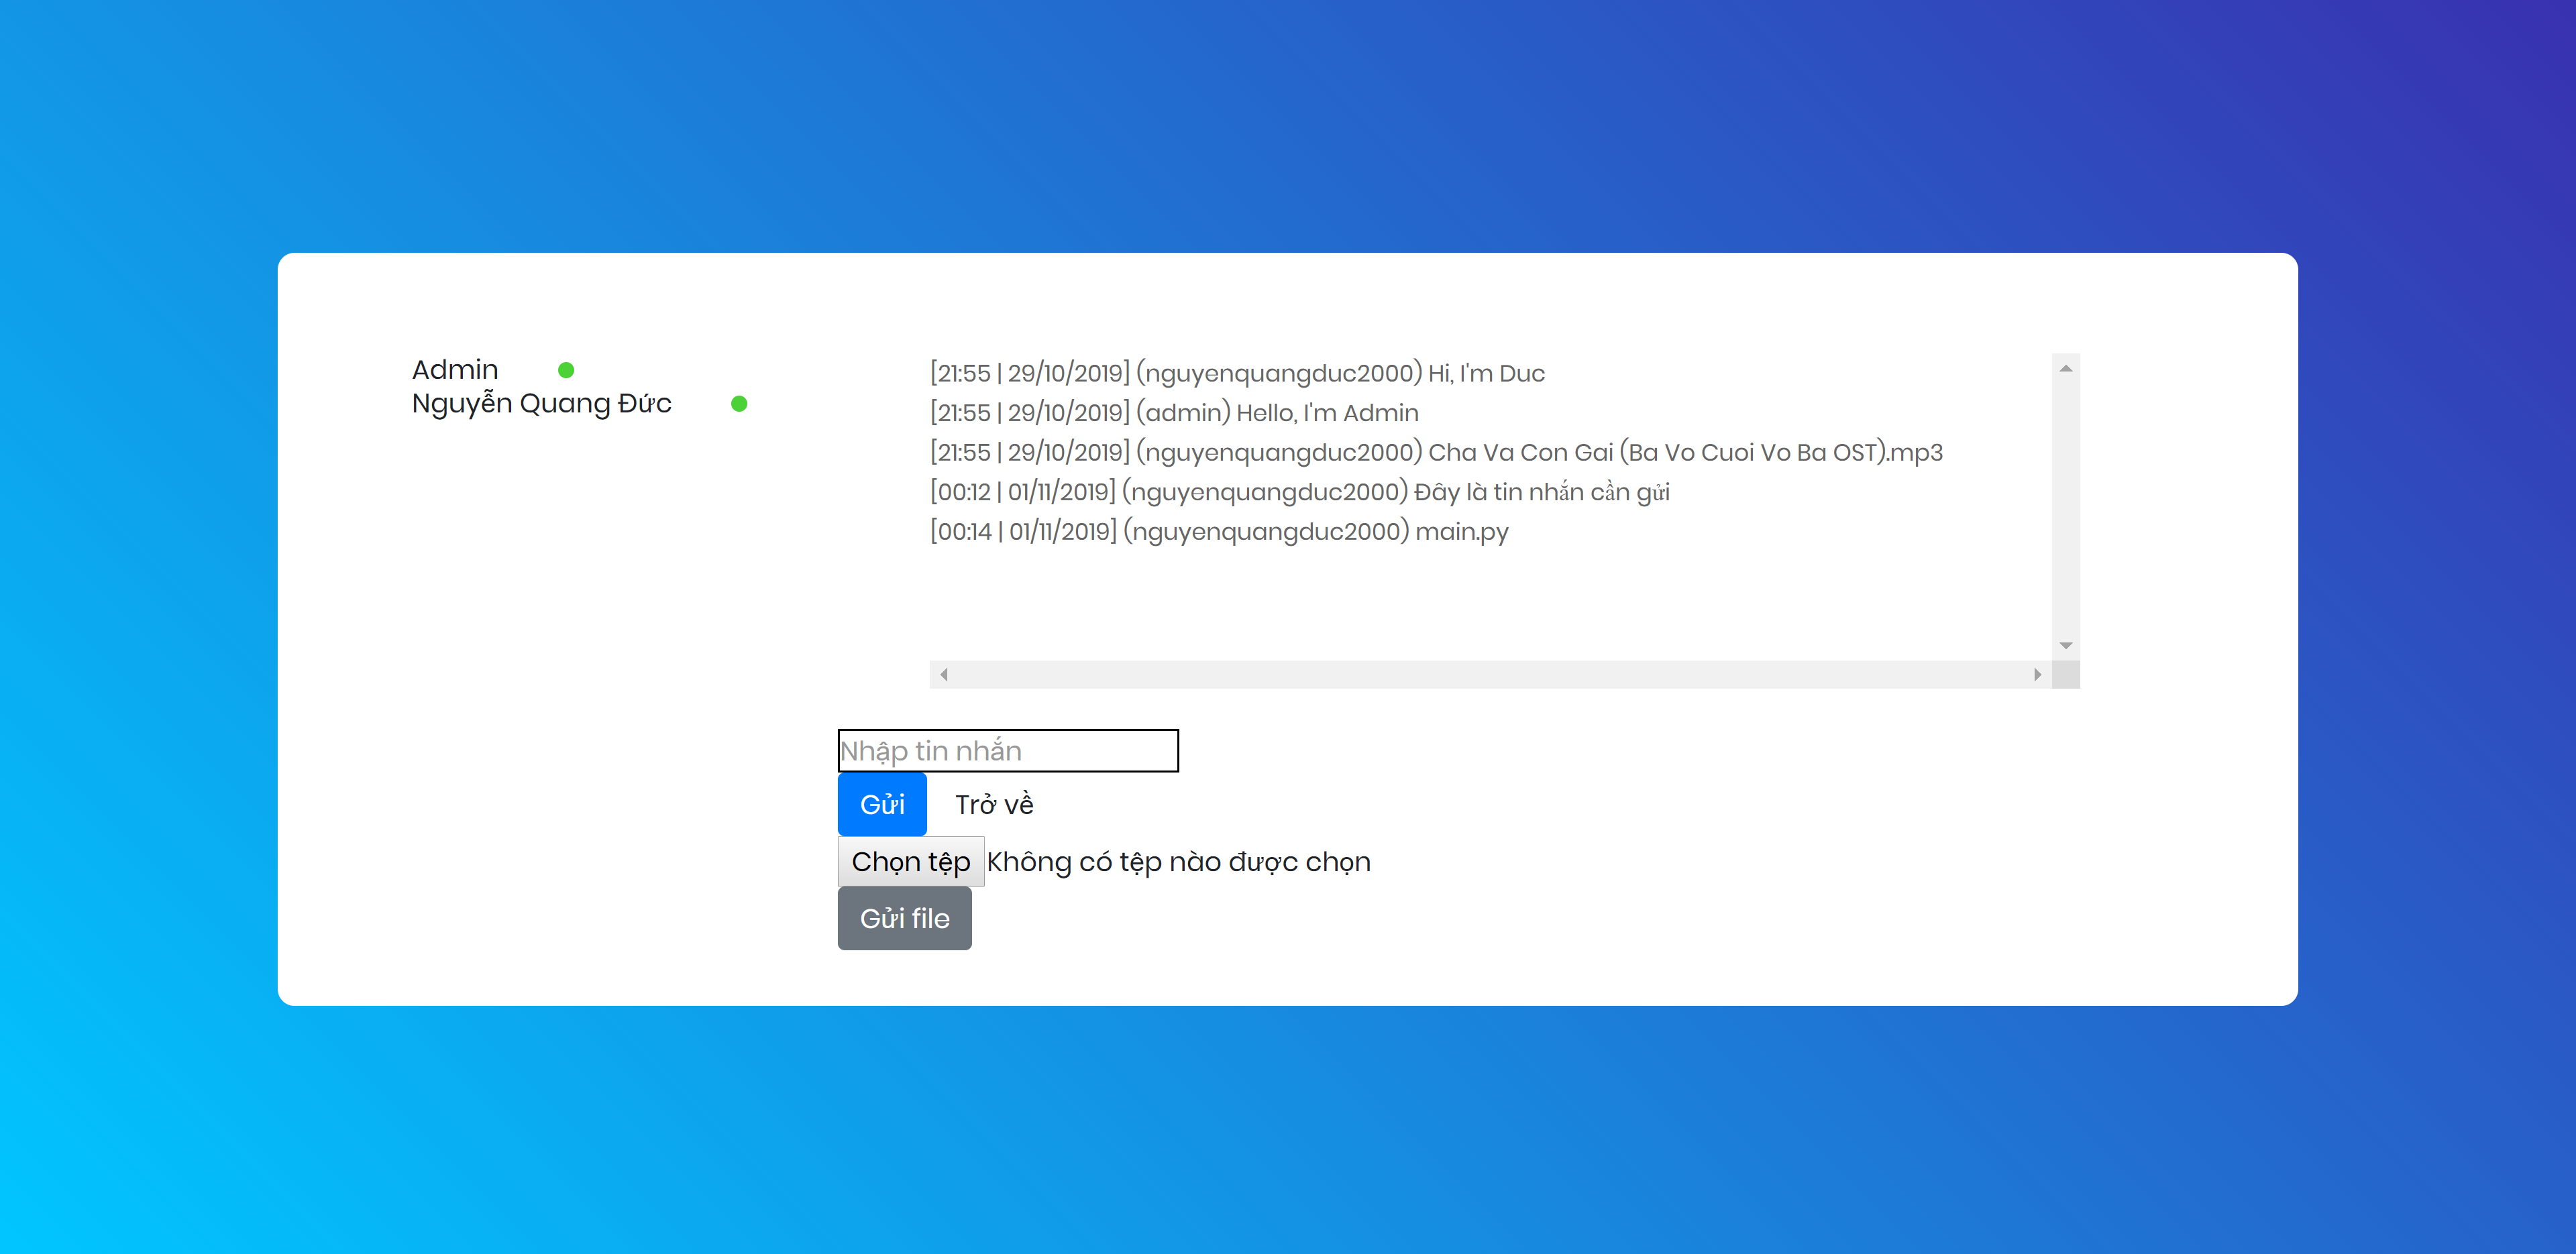 Admin
Nguyễn Quang Đức
[21:55 | 29/10/2019] (nguyenquangduc2000) Hi, I'm Duc
[21:55 | 29/10/2019] (admin) Hello, I'm Admin
[21:55 | 29/10/2019] (nguyenquangduc2000) Cha Va Con Gai (Ba Vo Cuoi Vo Ba OST).mp3
[00:12 | 01/11/2019] (nguyenquangduc2000) Đây là tin nhắn cần gửi
[00:14 | 01/11/2019] (nguyenquangduc2000) main.py
Nhập tin nhắn
Gửi Trở về
Chọn tệp Không có tệp nào được chọn
Gửi file